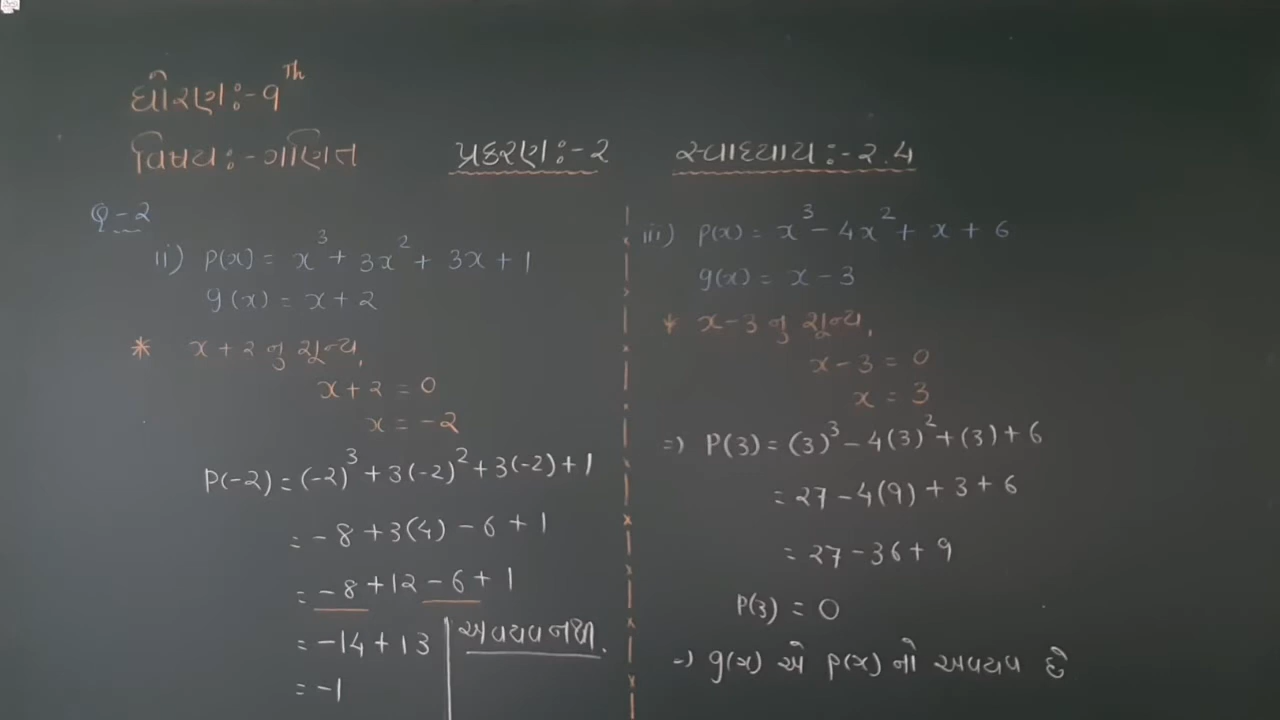 ધોરણ:-9Th
વિષય:-ગણિત પ્રકરણ:-2 સ્વાધ્યાય:-2.4
Q-2
ii) P(x) = x³ + 3x² + 3x + 1
g(x) = x + 2
* x + 2 નુ શૂન્ય,
x + 2 = 0
x = -2
P(-2) = (-2)³ + 3(-2)² + 3(-2) + 1
= -8 + 3(4) - 6 + 1
= -8 + 12 - 6 + 1
= -14 + 13
= -1
અવયવ નથી.
iii) P(x) = x³ - 4x² + x + 6
g(x) = x - 3
* x - 3 નુ શૂન્ય,
x - 3 = 0
x = 3
=> P(3) = (3)³ - 4(3)² + (3) + 6
= 27 - 4(9) + 3 + 6
= 27 - 36 + 9
P(3) = 0
=> g(x) એ P(x) નો અવયવ છે